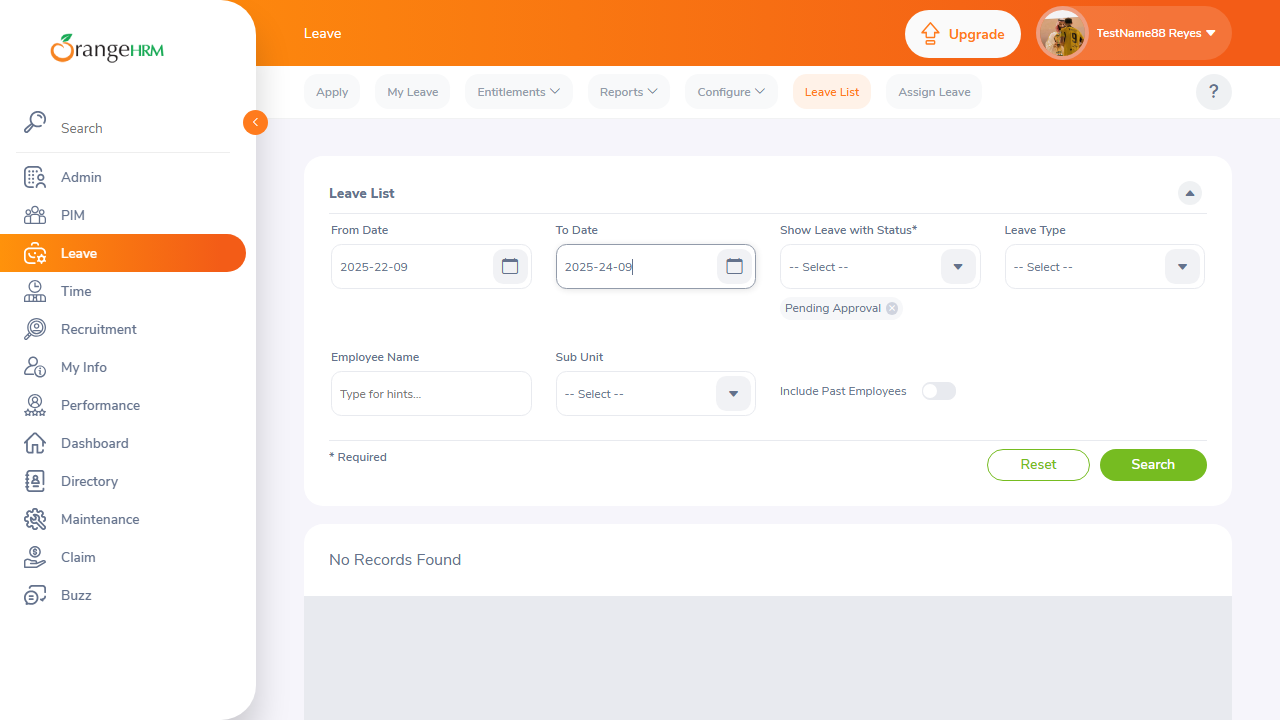 OrangeHRM
Leave
Upgrade
TestName88 Reyes
Apply
My Leave
Entitlements
Reports
Configure
Leave List
Assign Leave
?
Search
Admin
PIM
Leave
Time
Recruitment
My Info
Performance
Dashboard
Directory
Maintenance
Claim
Buzz
Leave List
From Date
To Date
Show Leave with Status*
Leave Type
2025-22-09
2025-24-09
-- Select --
-- Select --
Pending Approval
Employee Name
Sub Unit
Type for hints...
-- Select --
Include Past Employees
* Required
Reset
Search
No Records Found